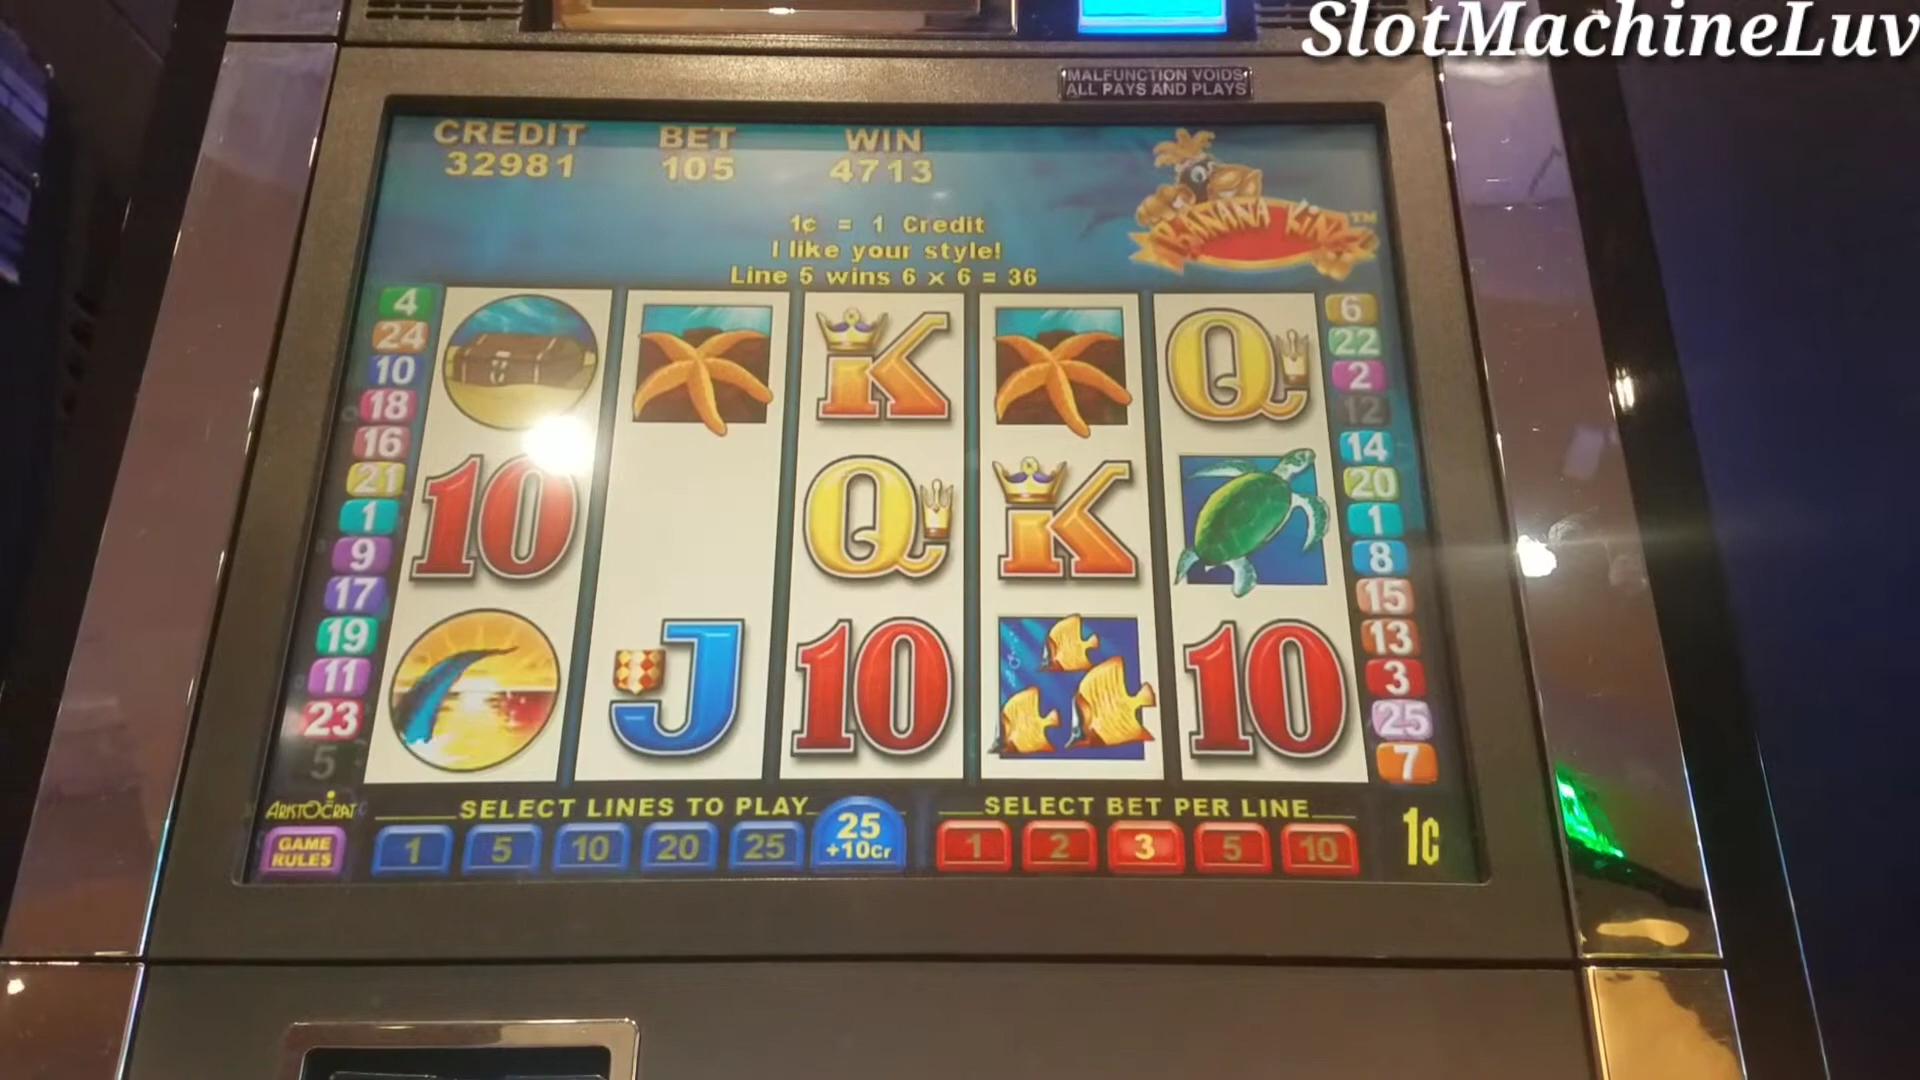 SlotMachineLuv
MALFUNCTION VOIDS
ALL PAYS AND PLAYS
CREDIT BET WIN
32981 105 4713
BANANA KING™
1¢ = 1 Credit
I like your style!
Line 5 wins 6 x 6 = 36
4 K Q 6
24 22
10 2
18 12
16 14
21 10 Q K 20
1 1
9 8
17 15
19 13
11 J 10 10 3
23 25
5 7
ARISTOCRAT SELECT LINES TO PLAY SELECT BET PER LINE
GAME RULES 1 5 10 20 25 25 +10Cr 1 2 3 5 10 1¢